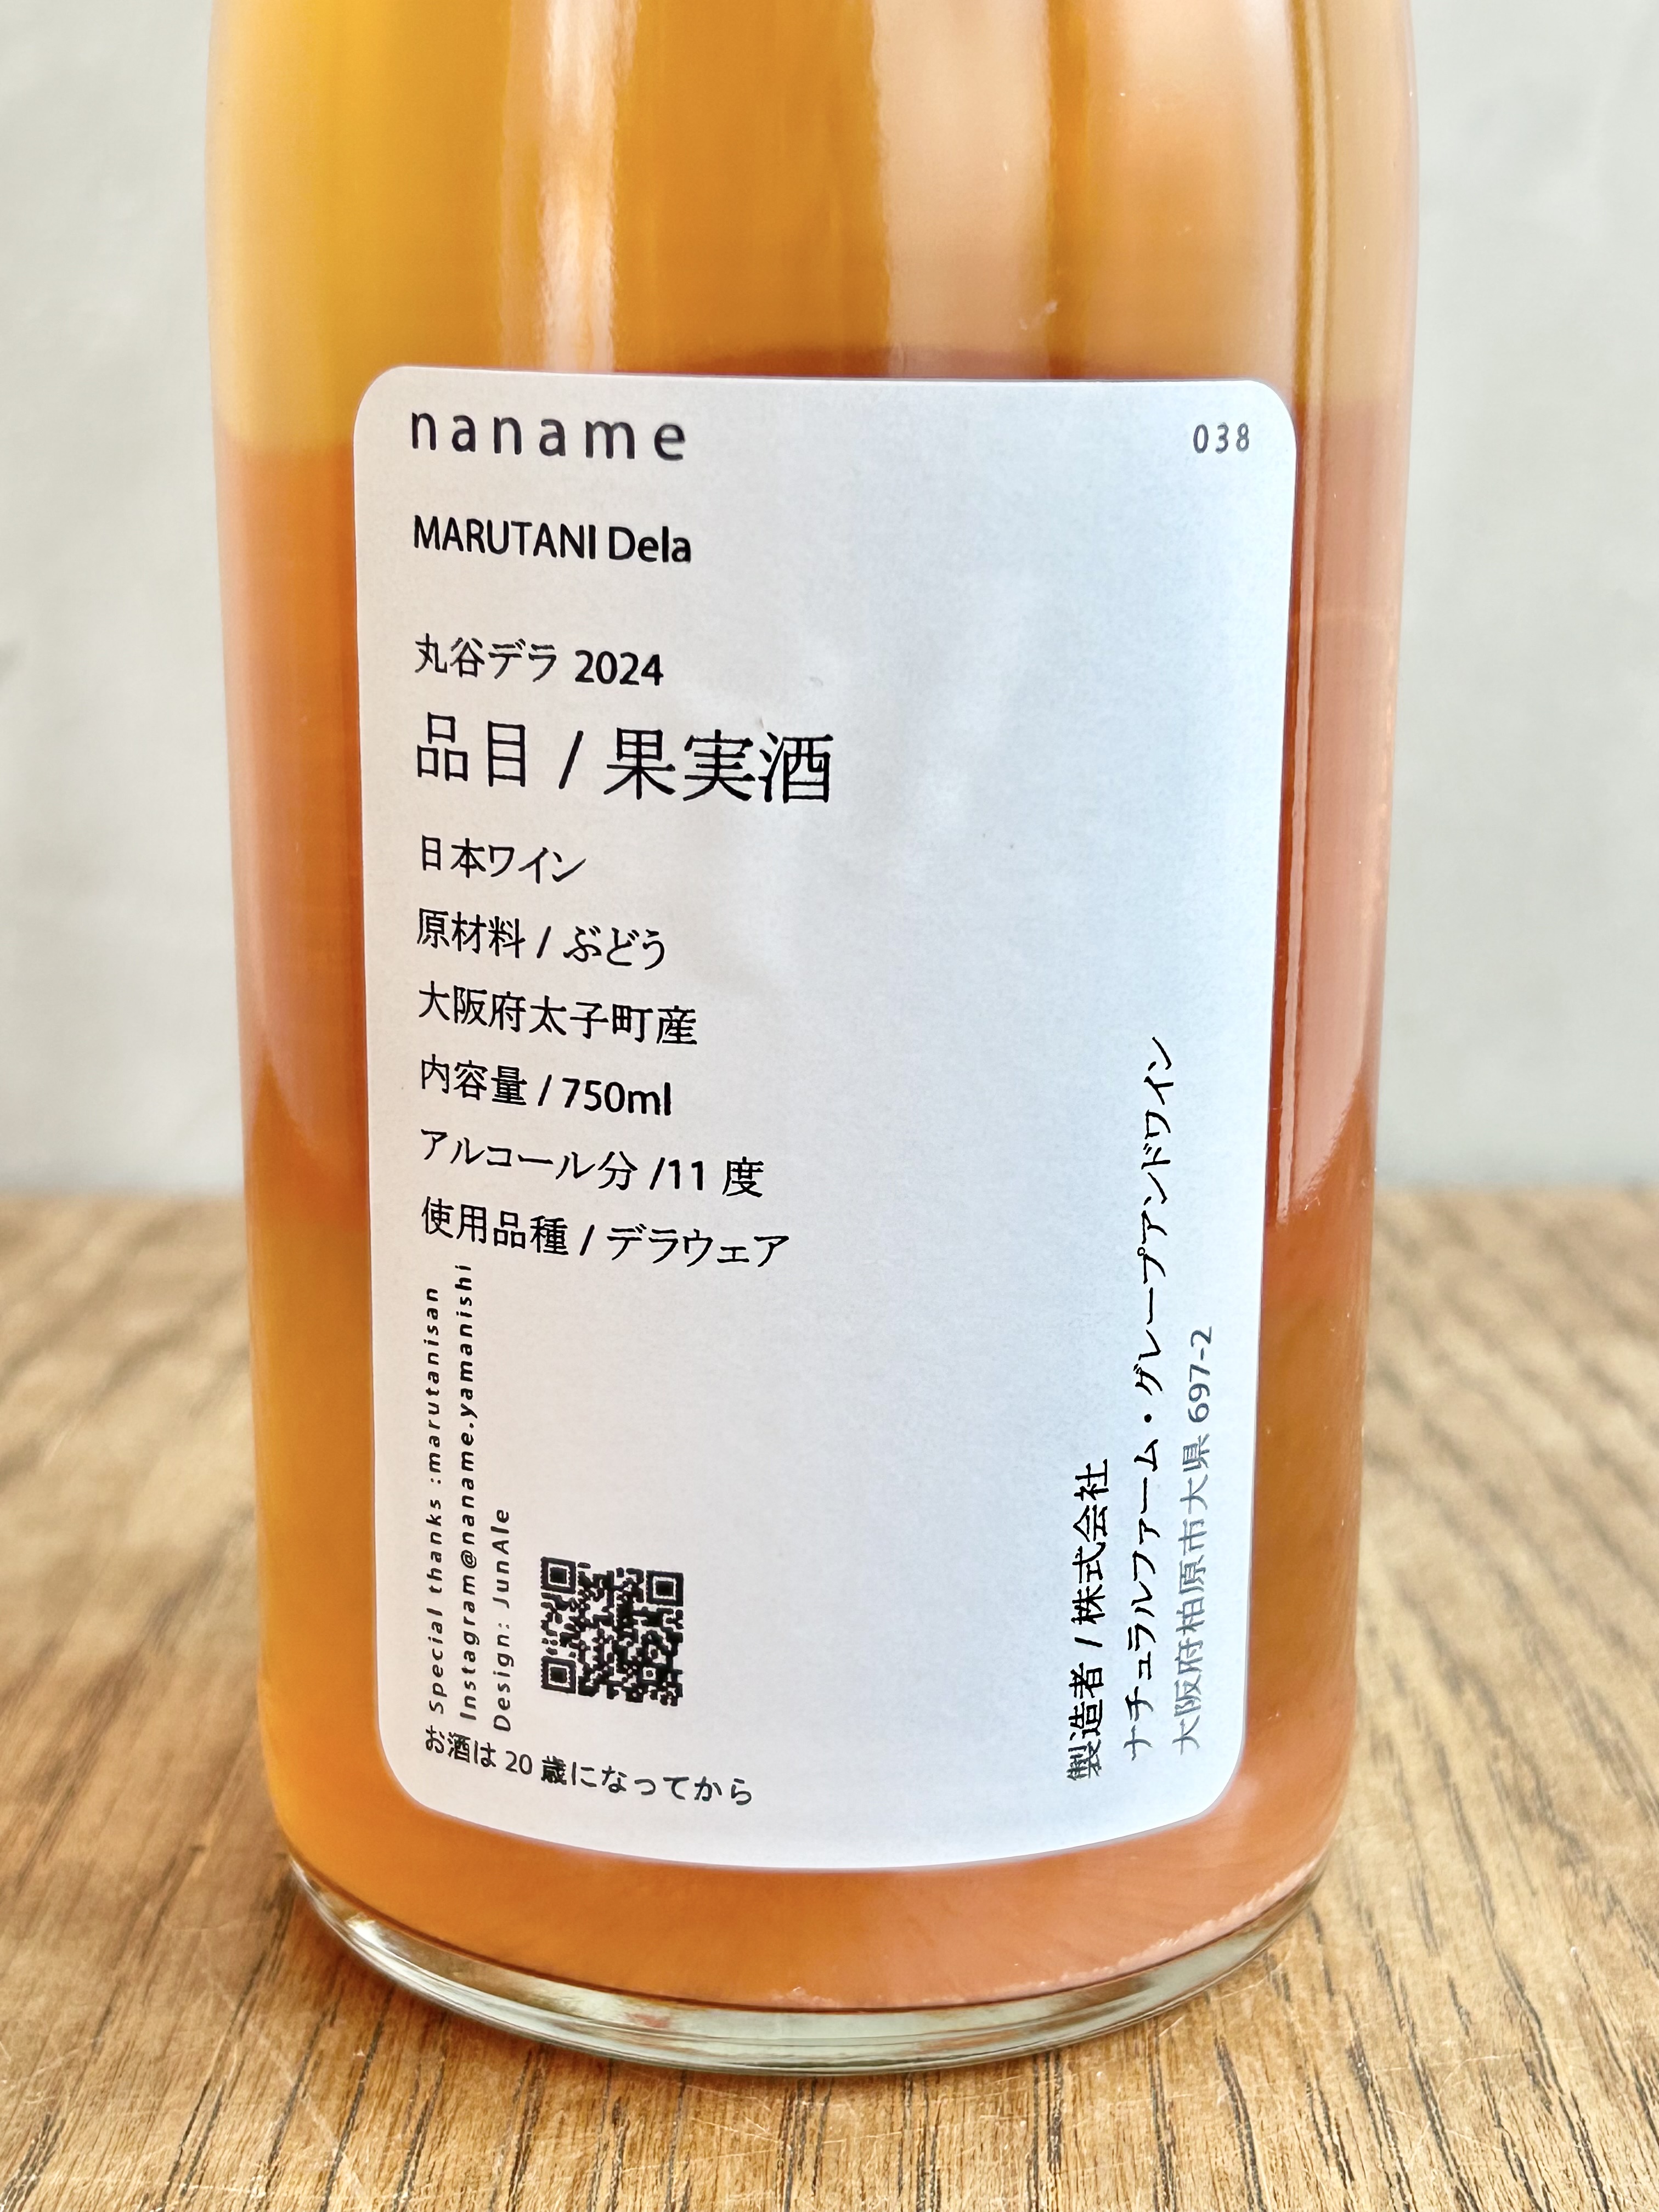 naname
038
MARUTANI Dela
丸谷デラ 2024
品目 / 果実酒
日本ワイン
原材料 / ぶどう
大阪府太子町産
内容量 / 750ml
アルコール分 /11 度
使用品種 / デラウェア
Special thanks :marutanisan
Instagram@naname.yamanishi
Design: JunAle
お酒は 20 歳になってから
製造者 / 株式会社
ナチュラルファーム・グレープアンドワイン
大阪府柏原市大県 697-2